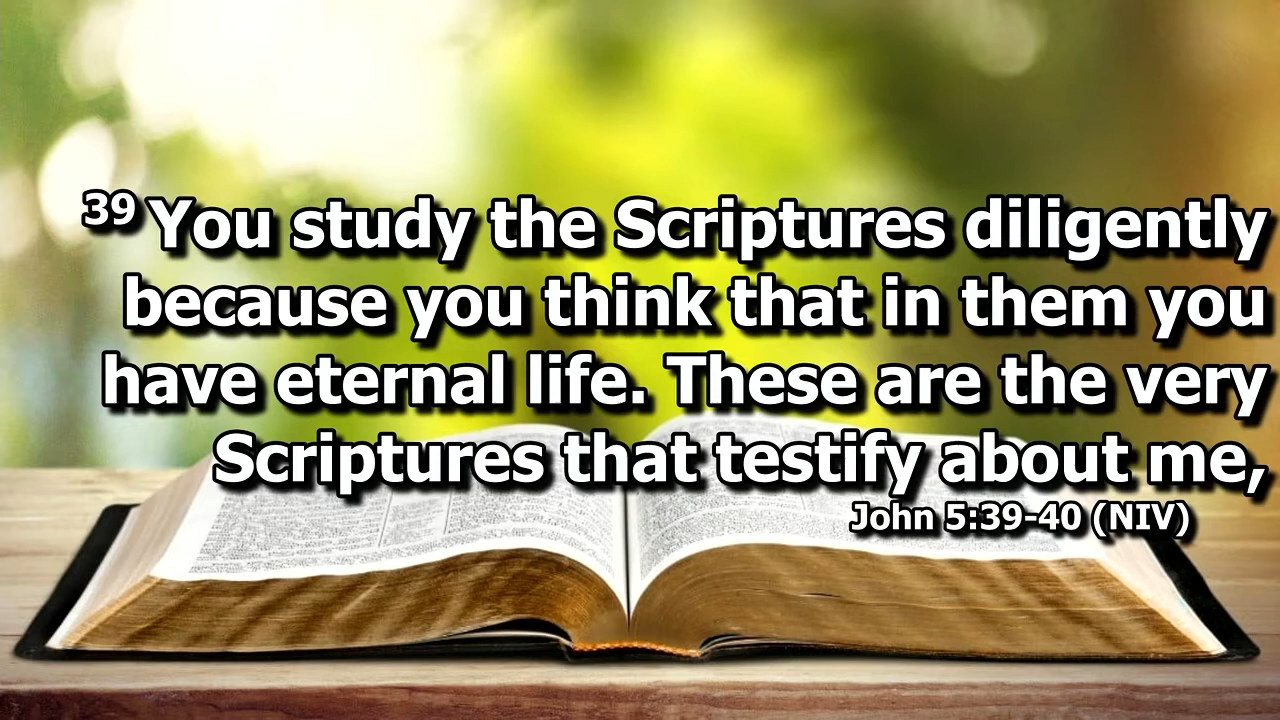 39 You study the Scriptures diligently
because you think that in them you
have eternal life. These are the very
Scriptures that testify about me,
John 5:39-40 (NIV)